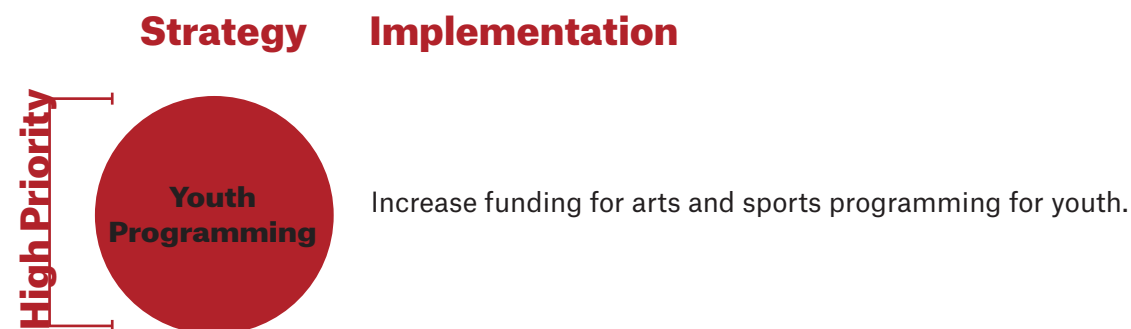 Strategy Implementation
High Priority
Youth
Programming
Increase funding for arts and sports programming for youth.